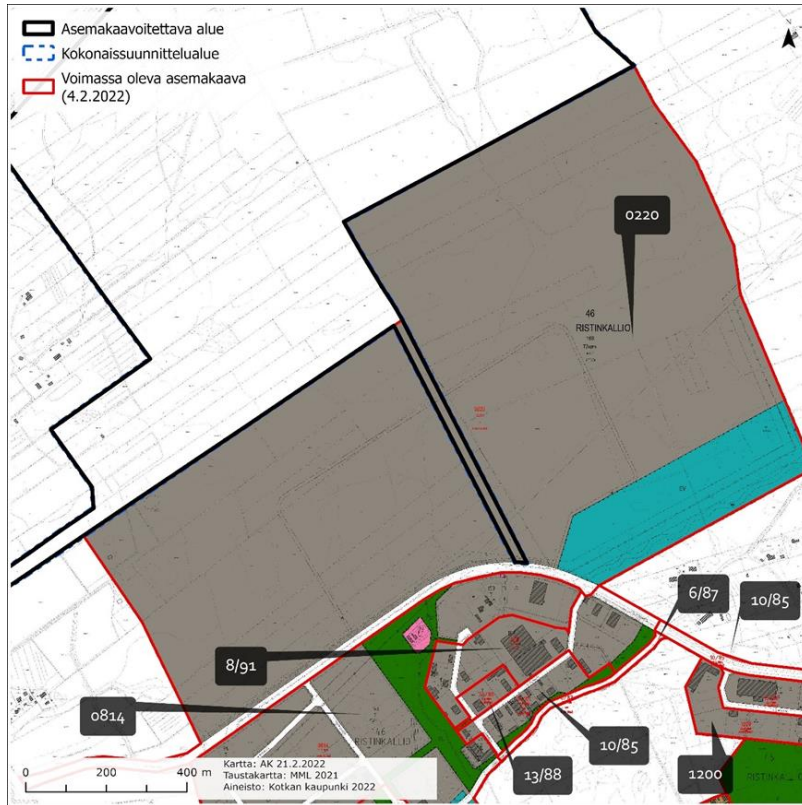 Asemakaavoitettava alue
Kokonaissuunnittelualue
Voimassa oleva asemakaava
(4.2.2022)
0220
46
RISTINKALLIO
6/87
10/85
8/91
0814
46
RISTINKALLIO
10/85
13/88
1200
RISTINKALLIO
Kartta: AK 21.2.2022
Taustakartta: MML 2021
Aineisto: Kotkan kaupunki 2022
0 200 400 m